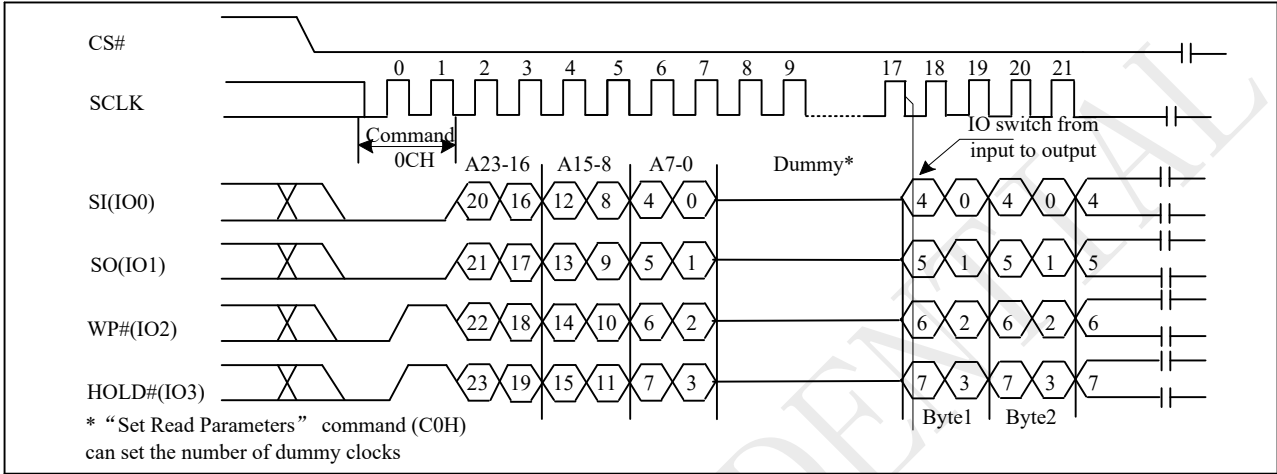 CS#
0 1 2 3 4 5 6 7 8 9 17 18 19 20 21
SCLK
Command
0CH
IO switch from
input to output
A23-16 A15-8 A7-0 Dummy*
SI(IO0) 20 16 12 8 4 0 4 0 4 0 4
SO(IO1) 21 17 13 9 5 1 5 1 5 1 5
WP#(IO2) 22 18 14 10 6 2 6 2 6 2 6
HOLD#(IO3) 23 19 15 11 7 3 7 3 7 3 7
Byte1 Byte2
* “Set Read Parameters” command (C0H)
can set the number of dummy clocks